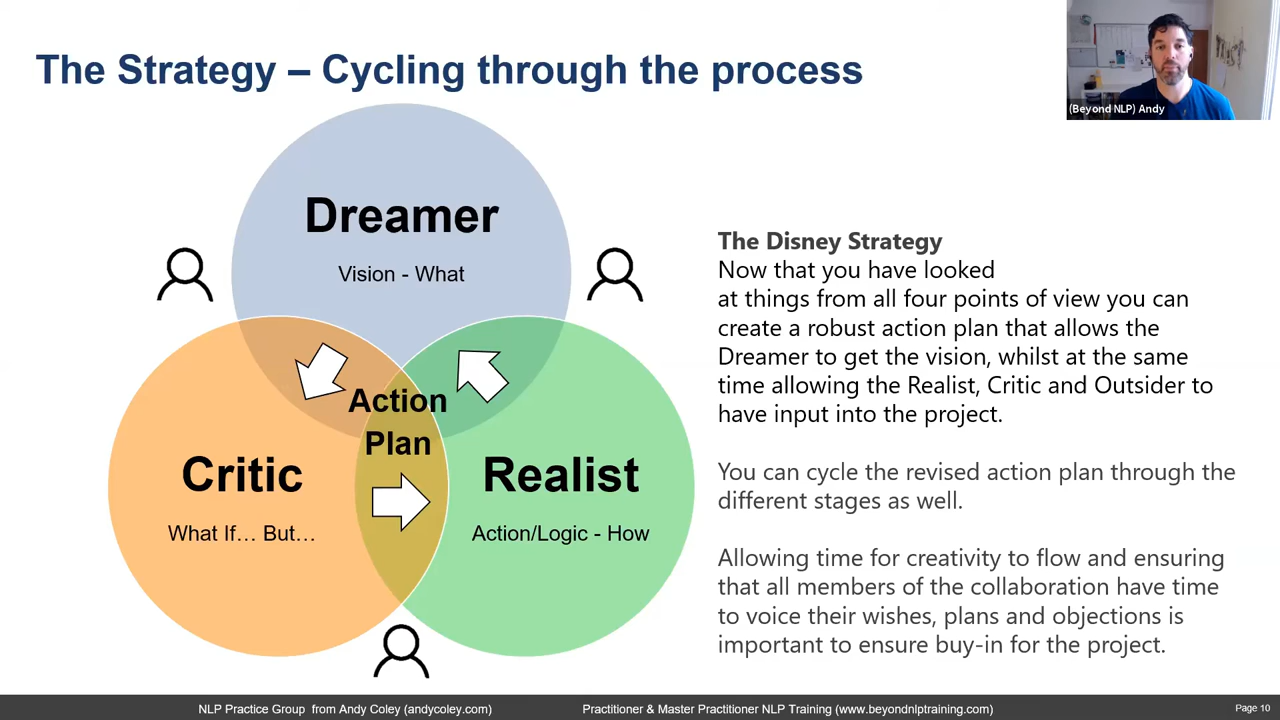 The Strategy – Cycling through the process
(Beyond NLP) Andy
Dreamer
Vision - What
Action
Plan
Critic
What If… But…
Realist
Action/Logic - How
The Disney Strategy
Now that you have looked
at things from all four points of view you can
create a robust action plan that allows the
Dreamer to get the vision, whilst at the same
time allowing the Realist, Critic and Outsider to
have input into the project.
You can cycle the revised action plan through the
different stages as well.
Allowing time for creativity to flow and ensuring
that all members of the collaboration have time
to voice their wishes, plans and objections is
important to ensure buy-in for the project.
NLP Practice Group from Andy Coley (andycoley.com)
Practitioner & Master Practitioner NLP Training (www.beyondnlptraining.com)
Page 10